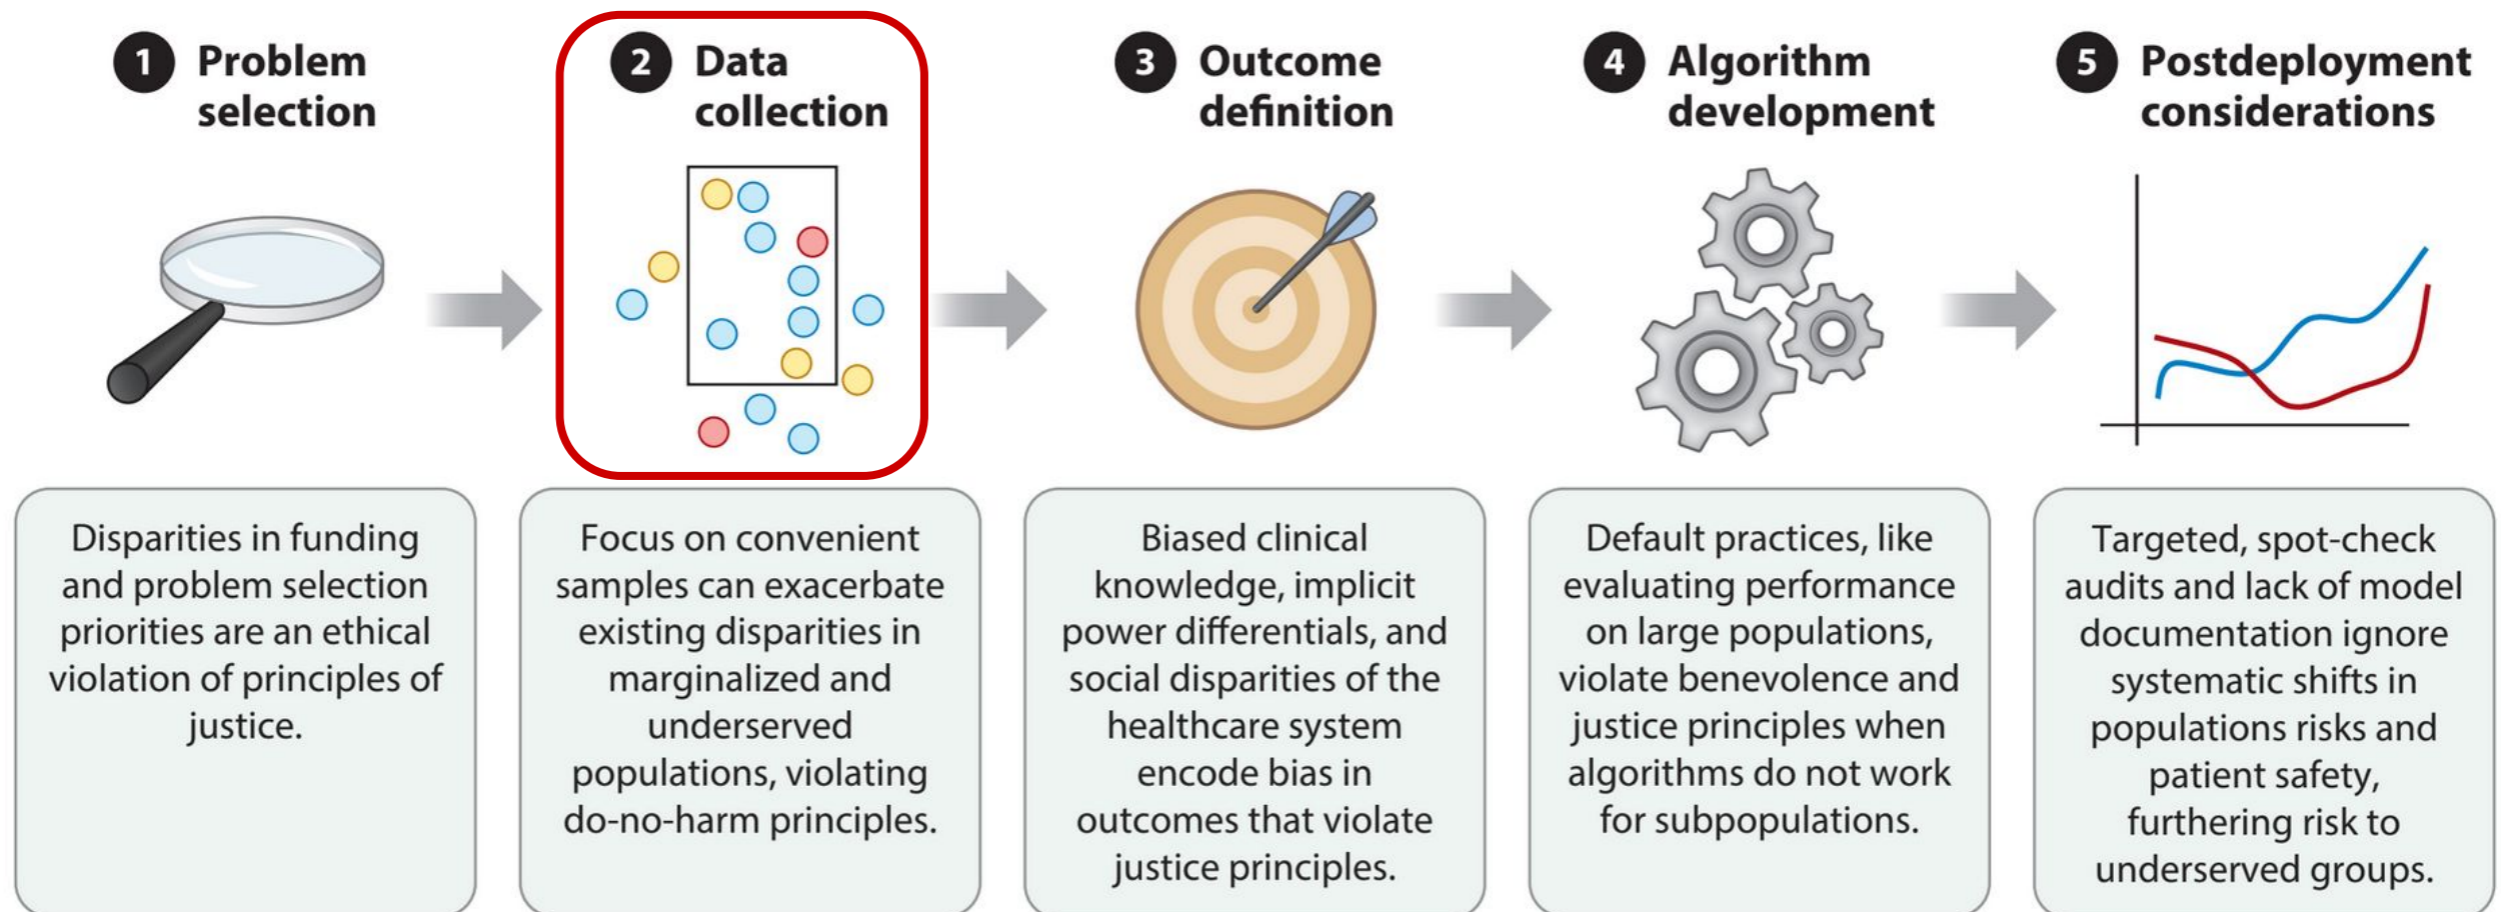 1 Problem
selection
2 Data
collection
3 Outcome
definition
4 Algorithm
development
5 Postdeployment
considerations
Disparities in funding
and problem selection
priorities are an ethical
violation of principles of
justice.
Focus on convenient
samples can exacerbate
existing disparities in
marginalized and
underserved
populations, violating
do-no-harm principles.
Biased clinical
knowledge, implicit
power differentials, and
social disparities of the
healthcare system
encode bias in
outcomes that violate
justice principles.
Default practices, like
evaluating performance
on large populations,
violate benevolence and
justice principles when
algorithms do not work
for subpopulations.
Targeted, spot-check
audits and lack of model
documentation ignore
systematic shifts in
populations risks and
patient safety,
furthering risk to
underserved groups.